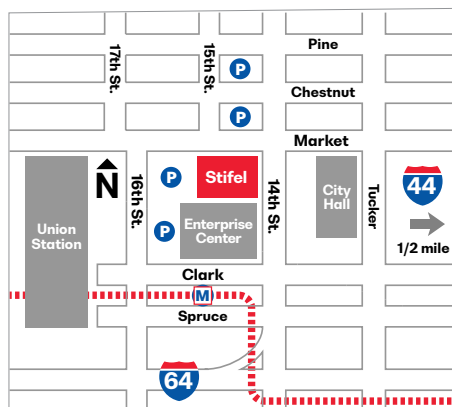 Pine
17th St.
15th St.
P
Chestnut
P
Market
N
16th St.
P
Stifel
14th St.
City
Hall
Tucker
44
Union
Station
P
Enterprise
Center
1/2 mile
Clark
M
Spruce
64